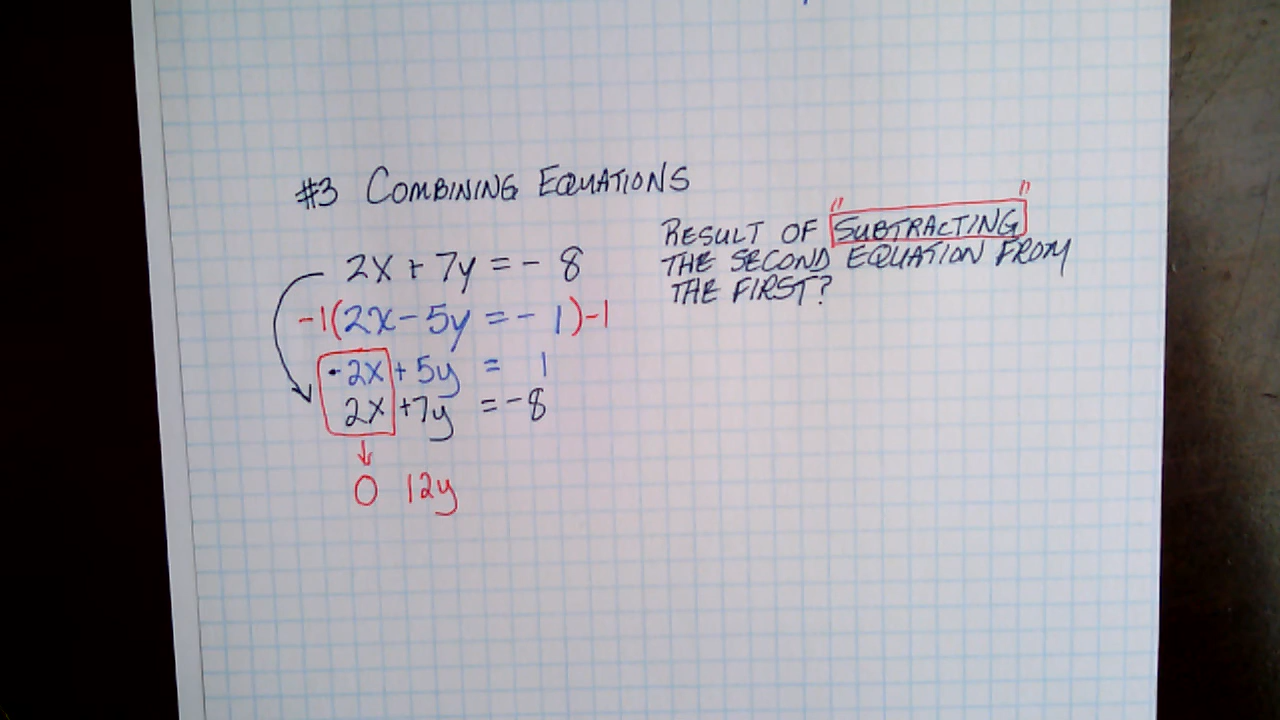 #3 COMBINING EQUATIONS
RESULT OF "SUBTRACTING"
THE SECOND EQUATION FROM
THE FIRST?
2x + 7y = - 8
-1(2x - 5y = - 1)-1
-2x + 5y = 1
2x + 7y = -8
0 12y